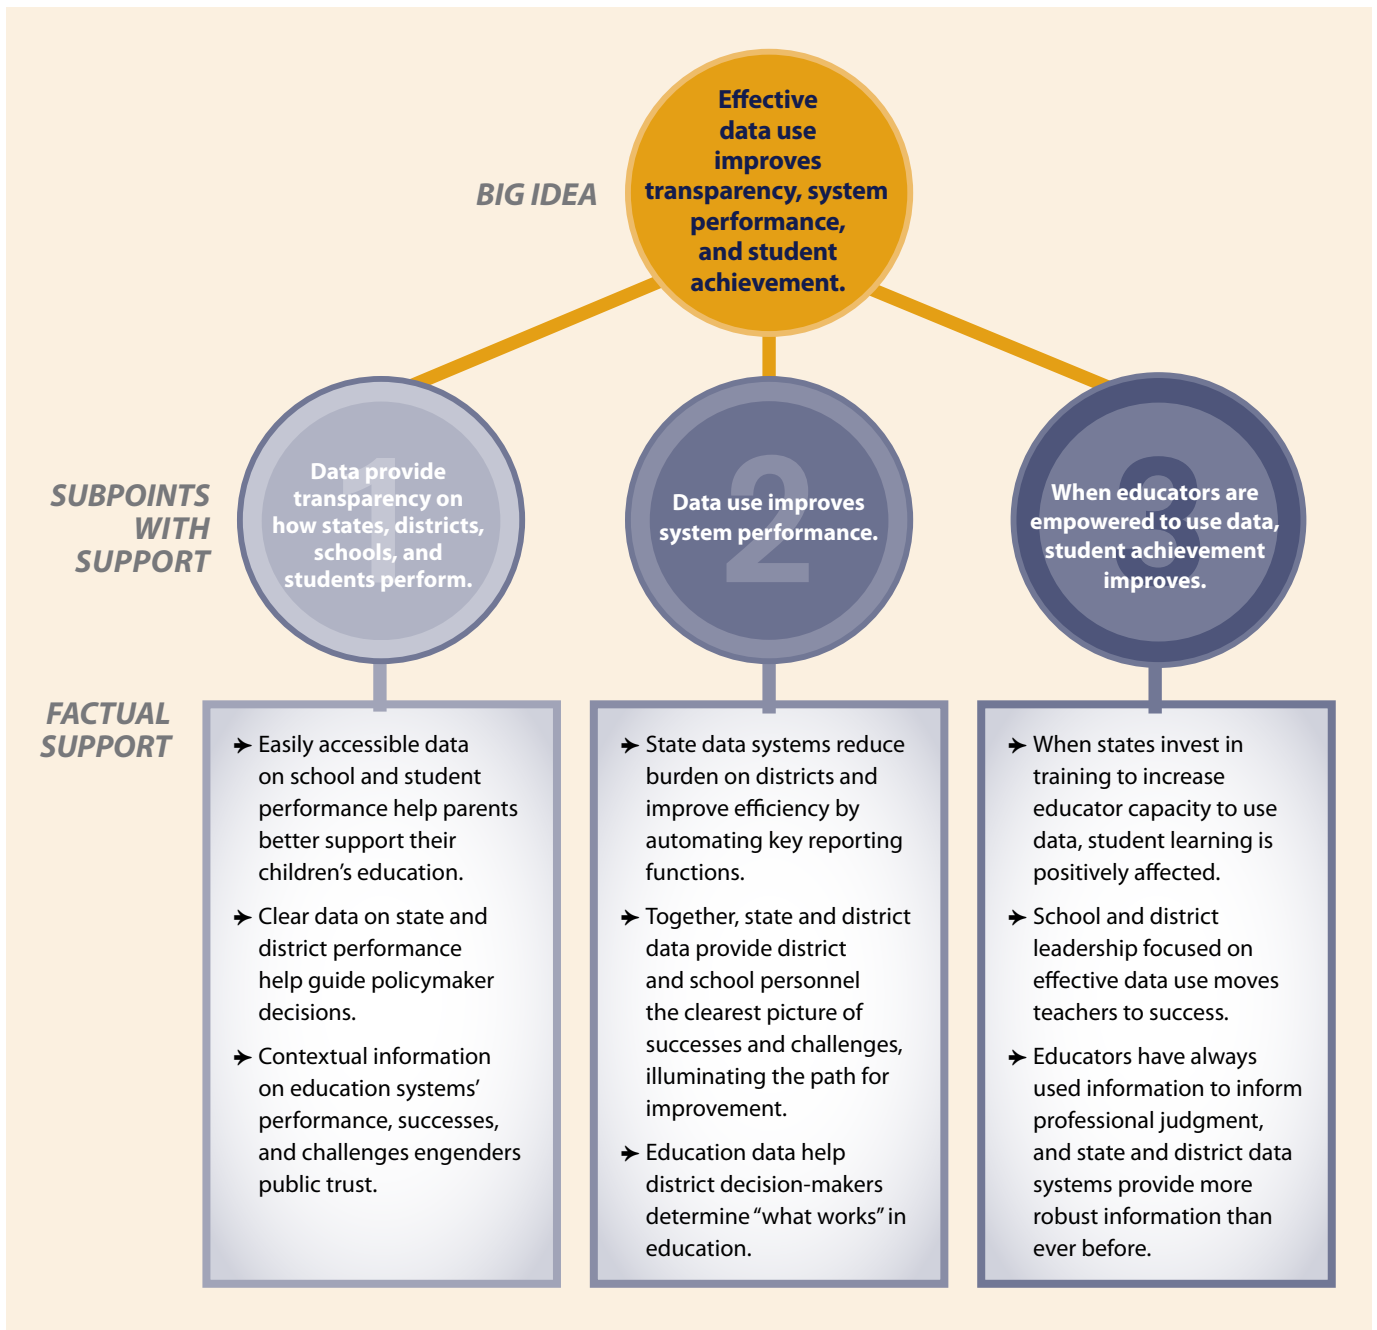 Effective
data use
improves
transparency, system
performance,
and student
achievement.
BIG IDEA
SUBPOINTS
WITH
SUPPORT
1
Data provide
transparency on
how states, districts,
schools, and
students perform.
2
Data use improves
system performance.
3
When educators are
empowered to use data,
student achievement
improves.
FACTUAL
SUPPORT
Easily accessible data
on school and student
performance help parents
better support their
children’s education.
Clear data on state and
district performance
help guide policymaker
decisions.
Contextual information
on education systems’
performance, successes,
and challenges engenders
public trust.
State data systems reduce
burden on districts and
improve efficiency by
automating key reporting
functions.
Together, state and district
data provide district
and school personnel
the clearest picture of
successes and challenges,
illuminating the path for
improvement.
Education data help
district decision-makers
determine “what works” in
education.
When states invest in
training to increase
educator capacity to use
data, student learning is
positively affected.
School and district
leadership focused on
effective data use moves
teachers to success.
Educators have always
used information to inform
professional judgment,
and state and district data
systems provide more
robust information than
ever before.